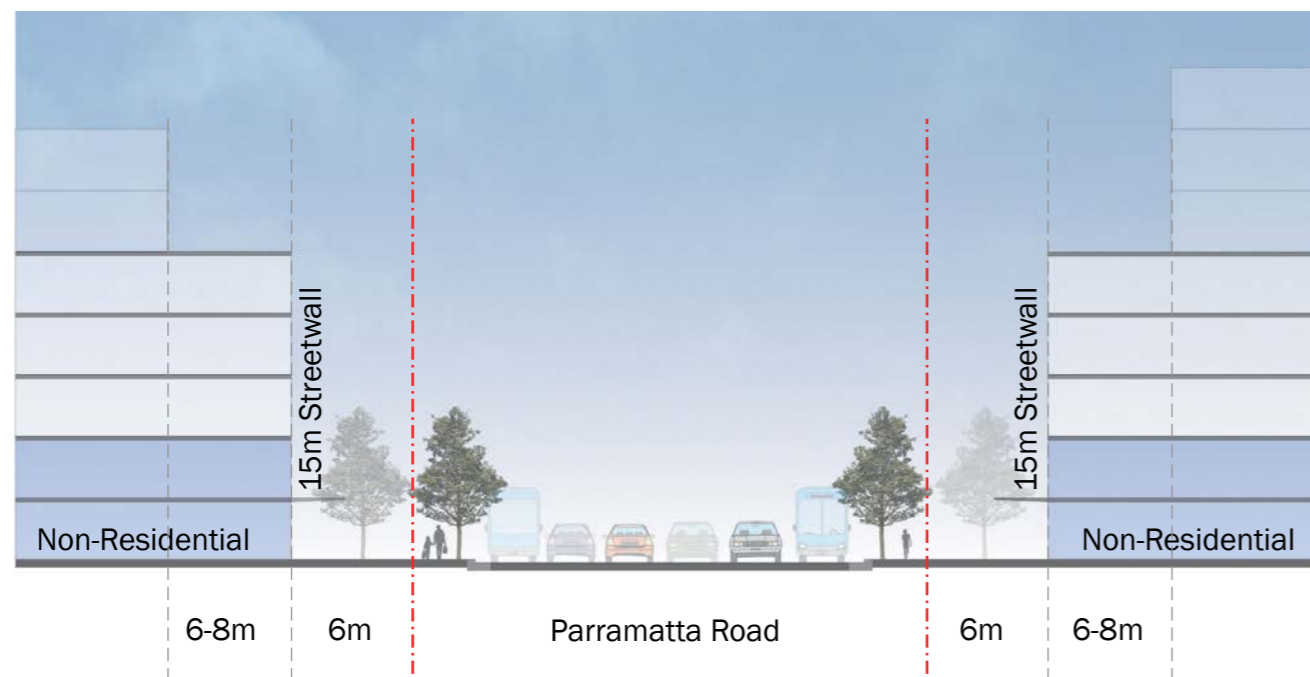 15m Streetwall
15m Streetwall
Non-Residential
Non-Residential
6-8m
6m
Parramatta Road
6m
6-8m